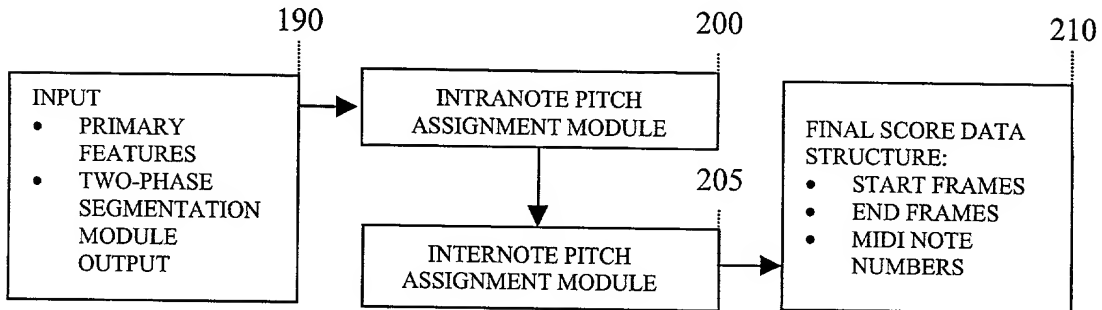 190
200
210
INPUT
• PRIMARY
FEATURES
• TWO-PHASE
SEGMENTATION
MODULE
OUTPUT
INTRANOTE PITCH
ASSIGNMENT MODULE
205
INTERNOTE PITCH
ASSIGNMENT MODULE
FINAL SCORE DATA
STRUCTURE:
• START FRAMES
• END FRAMES
• MIDI NOTE
NUMBERS